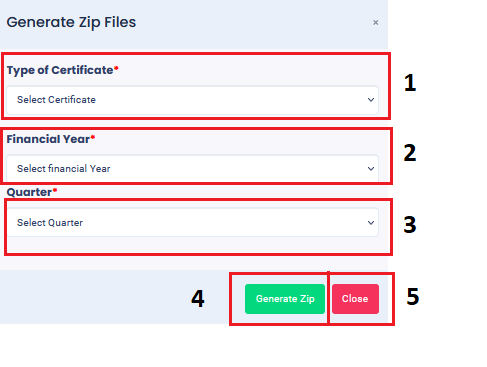 Generate Zip Files ×
Type of Certificate*
Select Certificate
1
Financial Year*
2
Select financial Year
Quarter*
Select Quarter
3
4 Generate Zip Close 5